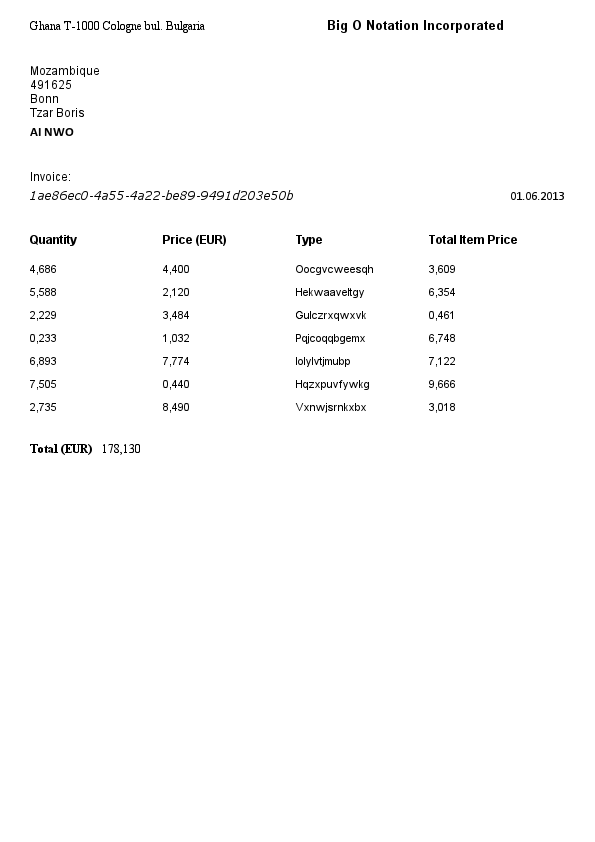 Ghana T-1000 Cologne bul. Bulgaria Big O Notation Incorporated
Mozambique
491625
Bonn
Tzar Boris
AI NWO
Invoice:
1ae86ec0-4a55-4a22-be89-9491d203e50b 01.06.2013
Quantity Price (EUR) Type Total Item Price
4,686 4,400 Oocgvcweesqh 3,609
5,588 2,120 Hekwaaveltgy 6,354
2,229 3,484 Gulczrxqwxvk 0,461
0,233 1,032 Pqjcoqqbgemx 6,748
6,893 7,774 Iolylvtjmubp 7,122
7,505 0,440 Hqzxpuvfywkg 9,666
2,735 8,490 Vxnwjsrnkxbx 3,018
Total (EUR) 178,130